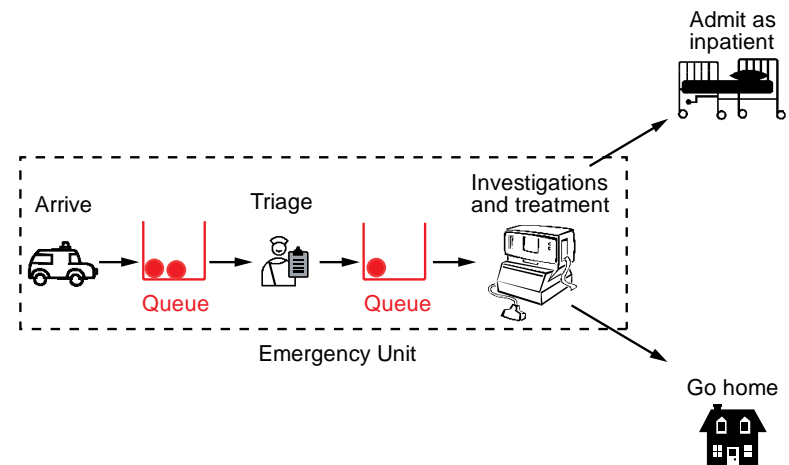 Admit as
inpatient
Arrive
Triage
Investigations
and treatment
Queue
Queue
Emergency Unit
Go home